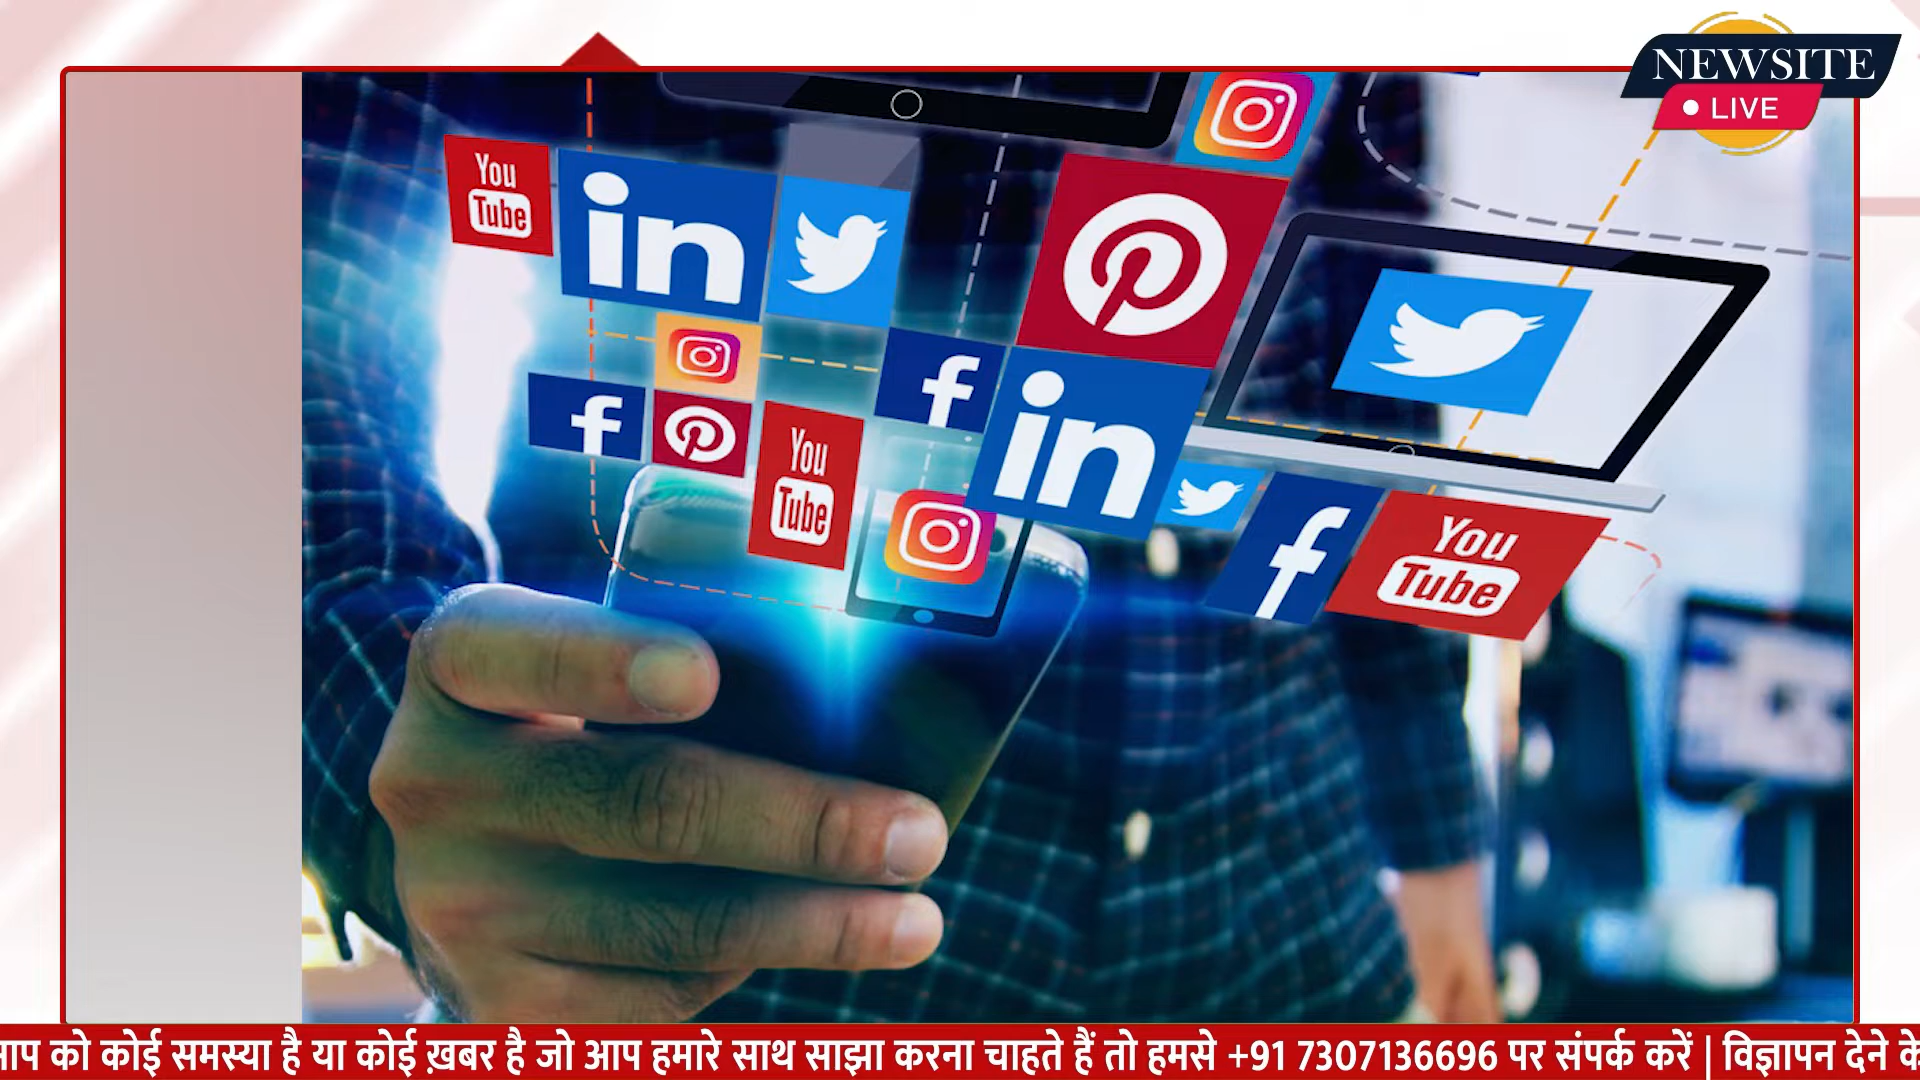 NEWSITE
LIVE
You
Tube
in
in
You
Tube
You
Tube
को कोई समस्या है या कोई ख़बर है जो आप हमारे साथ साझा करना चाहते हैं तो हमसे +91 7307136696 पर संपर्क करें | विज्ञापन देने